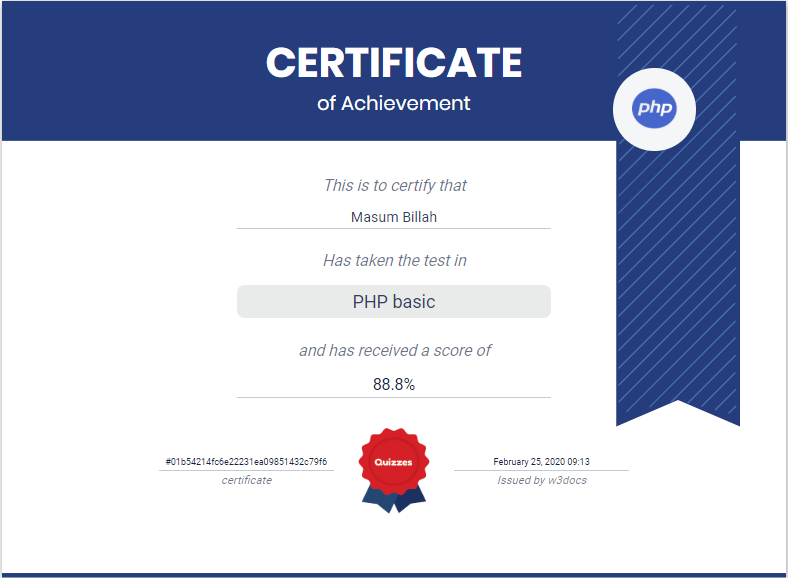 CERTIFICATE
of Achievement
php
This is to certify that
Masum Billah
Has taken the test in
PHP basic
and has received a score of
88.8%
#01b54214fc6e22231ea09851432c79f6
certificate
Quizzes
February 25, 2020 09:13
Issued by w3docs